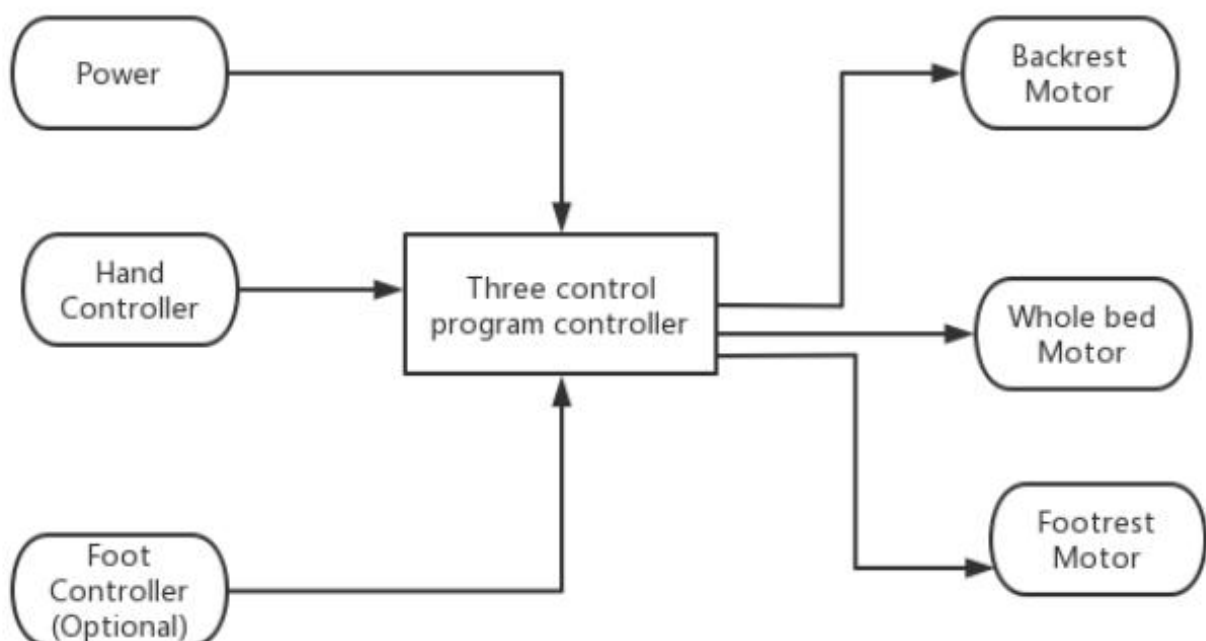 Power
Backrest
Motor
Hand
Controller
Three control
program controller
Whole bed
Motor
Foot
Controller
(Optional)
Footrest
Motor